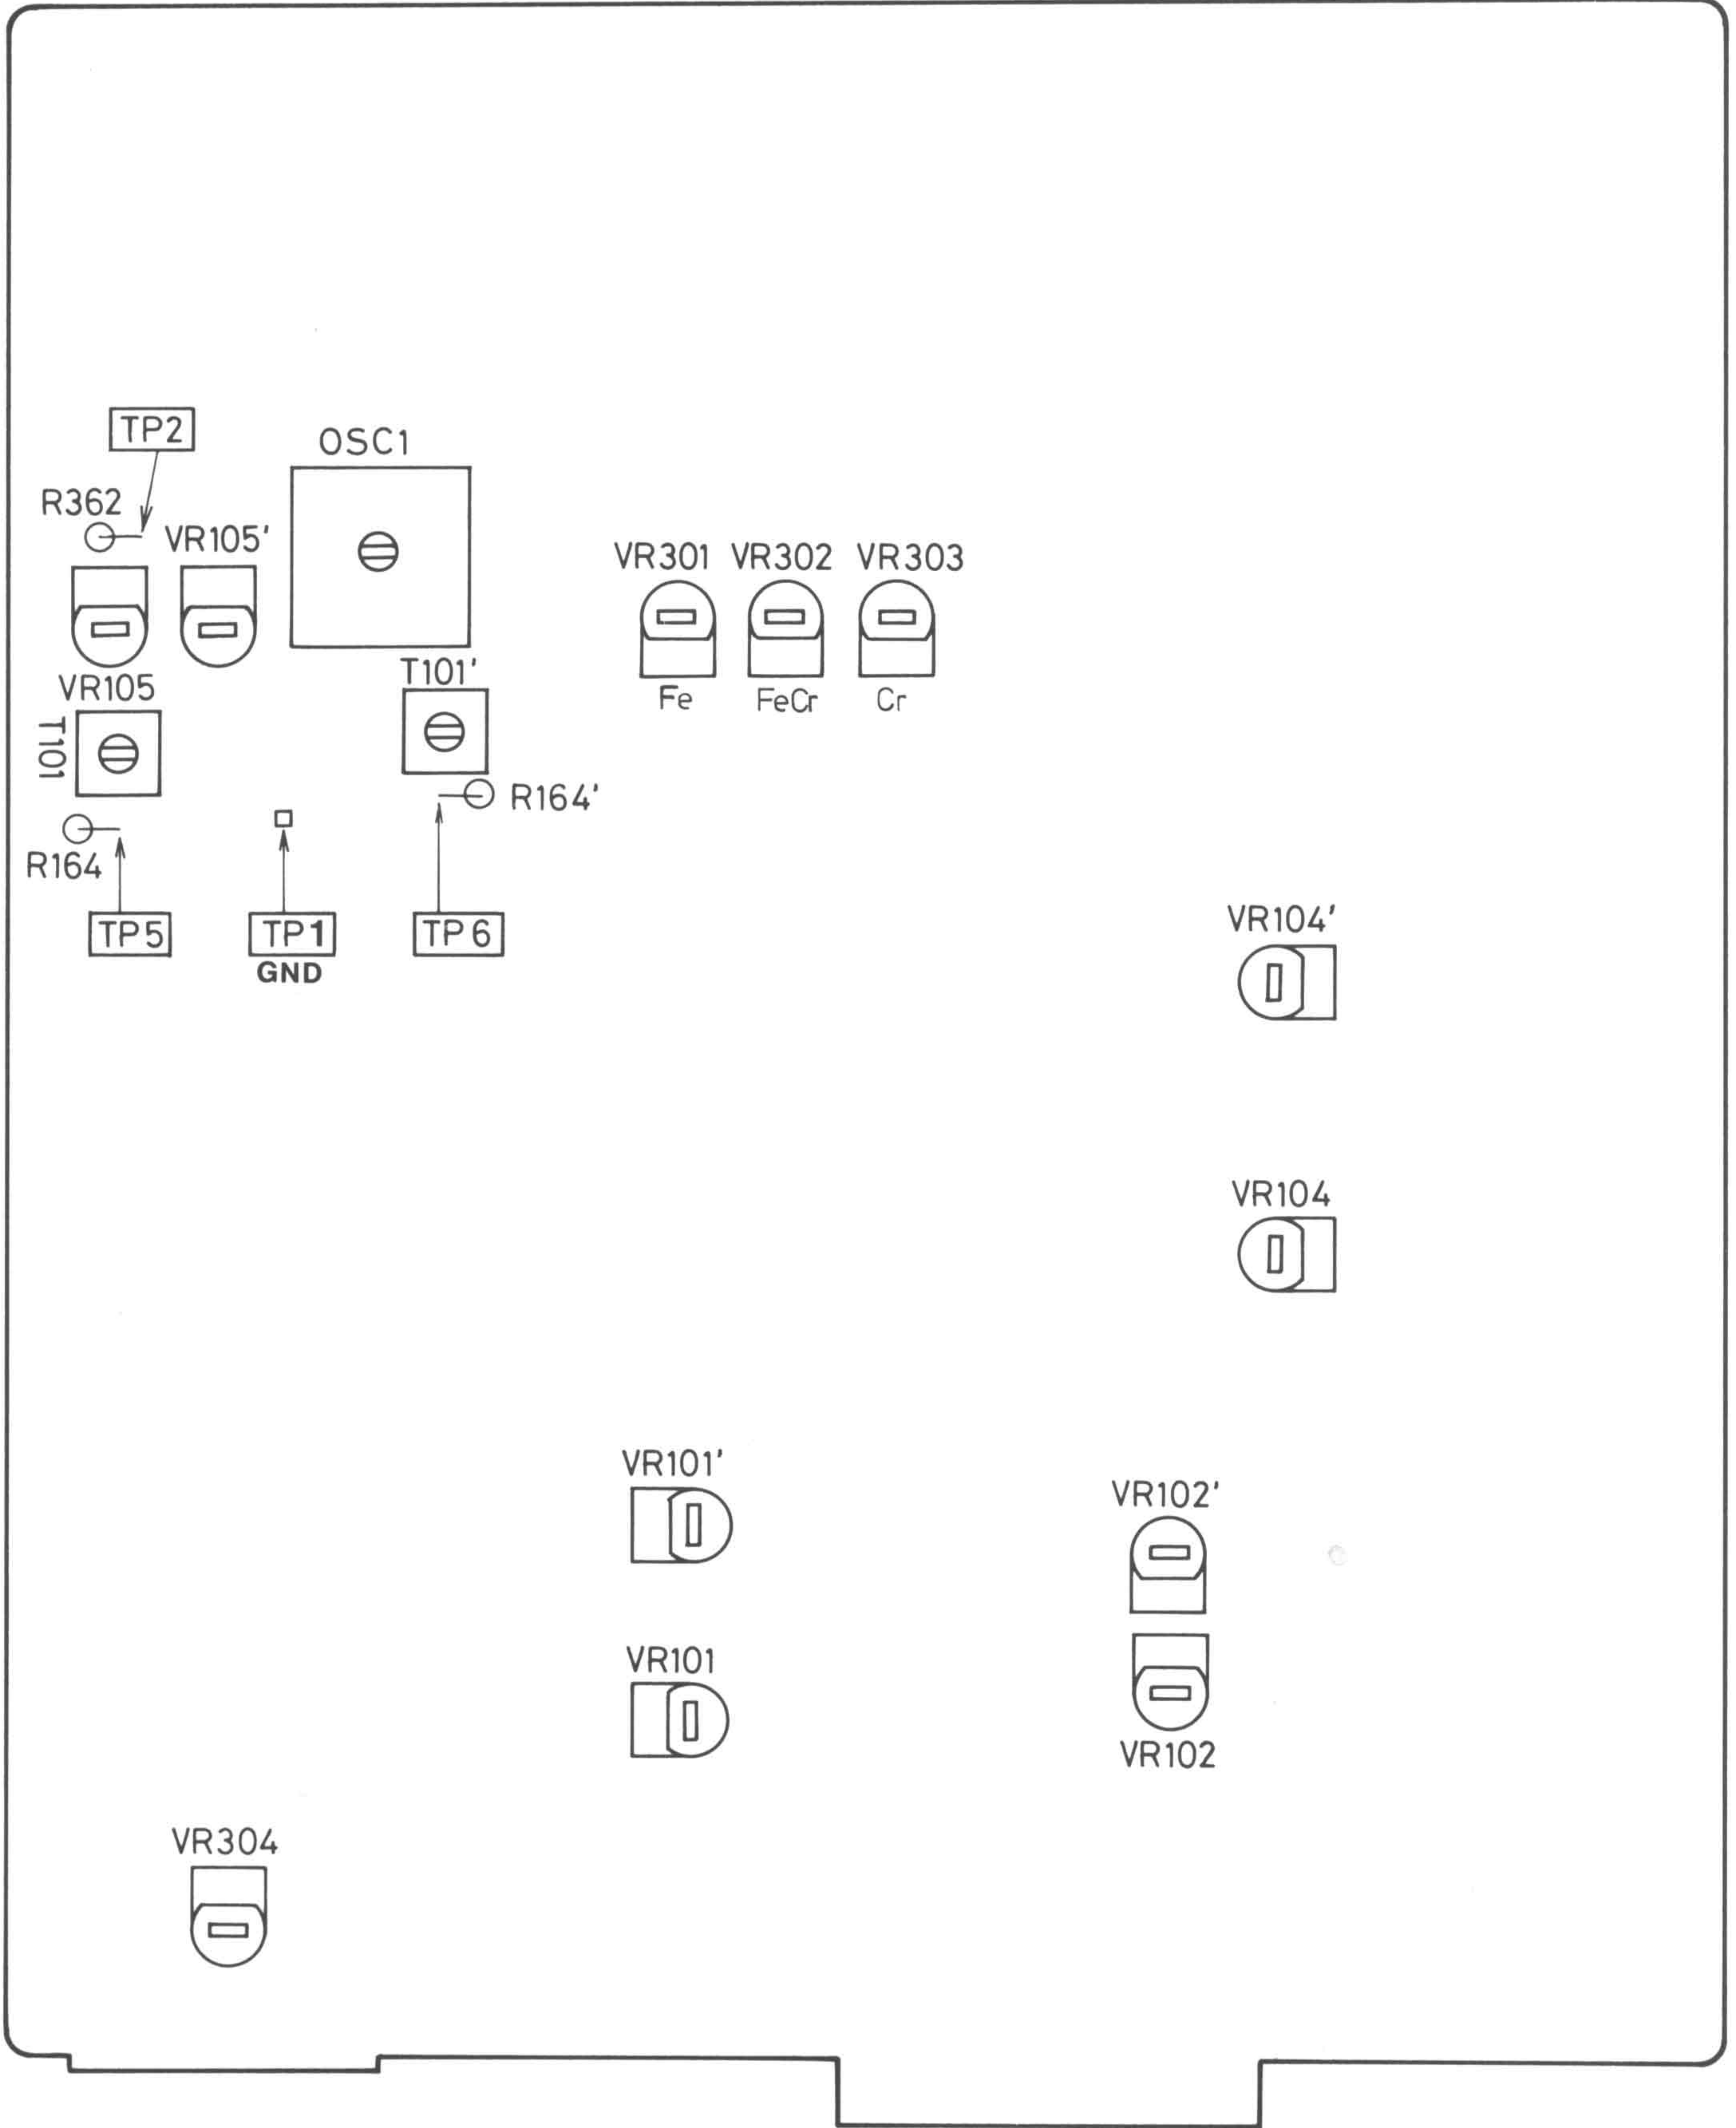 TP2
OSC1
R362
VR105'
VR301 VR302 VR303
VR105
T101'
Fe FeCr Cr
T101
R164'
R164
TP5 TP1 TP6
GND
VR104'
VR104
VR101'
VR102'
VR101
VR102
VR304